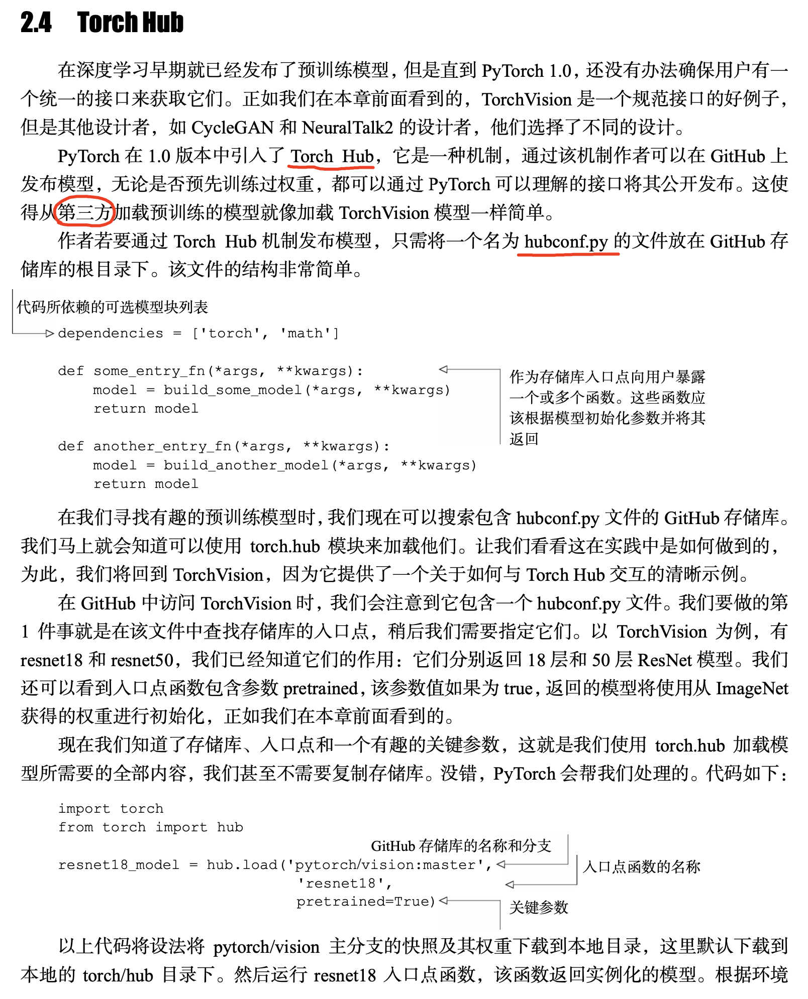 2.4 Torch Hub
在深度学习早期就已经发布了预训练模型，但是直到 PyTorch 1.0，还没有办法确保用户有一
个统一的接口来获取它们。正如我们在本章前面看到的，TorchVision 是一个规范接口的好例子，
但是其他设计者，如 CycleGAN 和 NeuralTalk2 的设计者，他们选择了不同的设计。
PyTorch 在 1.0 版本中引入了 Torch Hub，它是一种机制，通过该机制作者可以在 GitHub 上
发布模型，无论是否预先训练过权重，都可以通过 PyTorch 可以理解的接口将其公开发布。这使
得从第三方加载预训练的模型就像加载 TorchVision 模型一样简单。
作者若要通过 Torch Hub 机制发布模型，只需将一个名为 hubconf.py 的文件放在 GitHub 存
储库的根目录下。该文件的结构非常简单。
代码所依赖的可选模型块列表
dependencies = ['torch', 'math']
def some_entry_fn(*args, **kwargs):
    model = build_some_model(*args, **kwargs)
    return model
作为存储库入口点向用户暴露
一个或多个函数。这些函数应
该根据模型初始化参数并将其
返回
def another_entry_fn(*args, **kwargs):
    model = build_another_model(*args, **kwargs)
    return model
在我们寻找有趣的预训练模型时，我们现在可以搜索包含 hubconf.py 文件的 GitHub 存储库。
我们马上就会知道可以使用 torch.hub 模块来加载他们。让我们看看这在实践中是如何做到的，
为此，我们将回到 TorchVision，因为它提供了一个关于如何与 Torch Hub 交互的清晰示例。
在 GitHub 中访问 TorchVision 时，我们会注意到它包含一个 hubconf.py 文件。我们要做的第
1 件事就是在该文件中查找存储库的入口点，稍后我们需要指定它们。以 TorchVision 为例，有
resnet18 和 resnet50，我们已经知道它们的作用：它们分别返回 18 层和 50 层 ResNet 模型。我们
还可以看到入口点函数包含参数 pretrained，该参数值如果为 true，返回的模型将使用从 ImageNet
获得的权重进行初始化，正如我们在本章前面看到的。
现在我们知道了存储库、入口点和一个有趣的关键参数，这就是我们使用 torch.hub 加载模
型所需要的全部内容，我们甚至不需要复制存储库。没错，PyTorch 会帮我们处理的。代码如下：
import torch
from torch import hub
GitHub 存储库的名称和分支
resnet18_model = hub.load('pytorch/vision:master',
入口点函数的名称
'resnet18',
pretrained=True)
关键参数
以上代码将设法将 pytorch/vision 主分支的快照及其权重下载到本地目录，这里默认下载到
本地的 torch/hub 目录下。然后运行 resnet18 入口点函数，该函数返回实例化的模型。根据环境